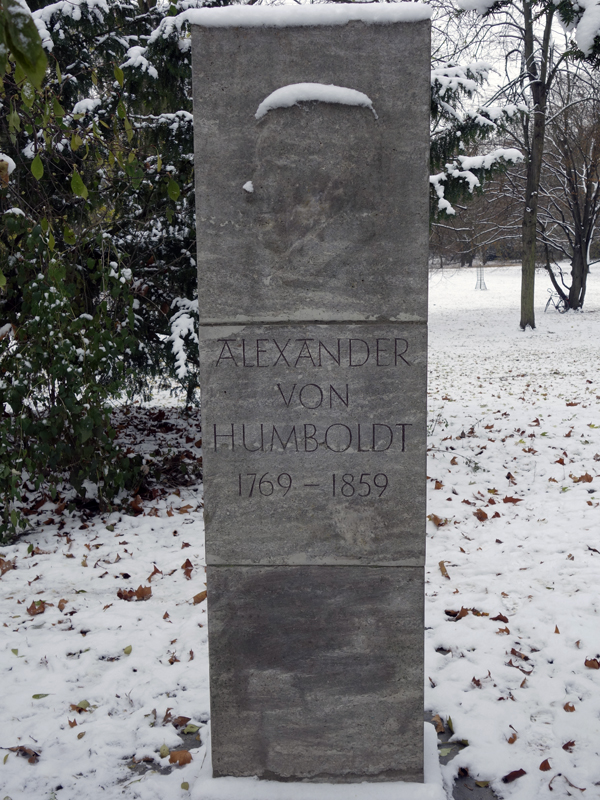 ALEXANDER
VON
HUMBOLDT
1769 – 1859